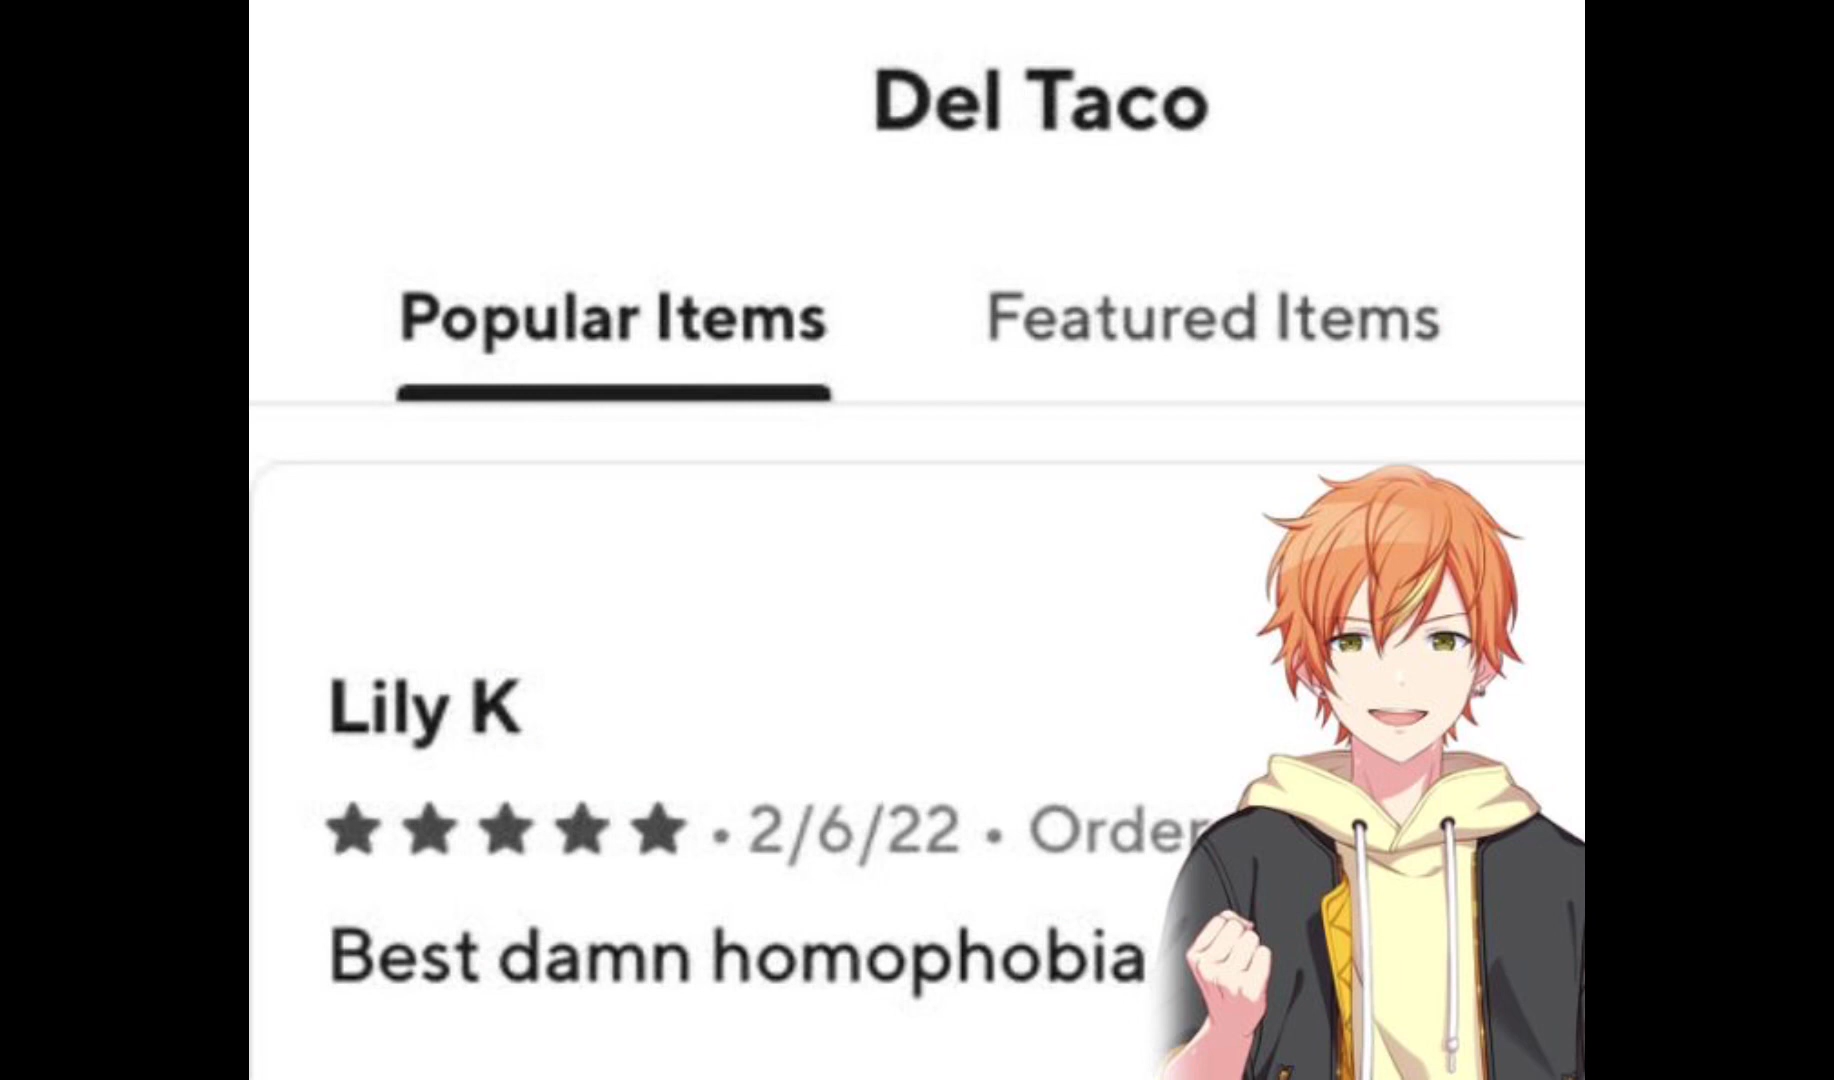 Del Taco
Popular Items
Featured Items
Lily K
• 2/6/22 • Order
Best damn homophobia